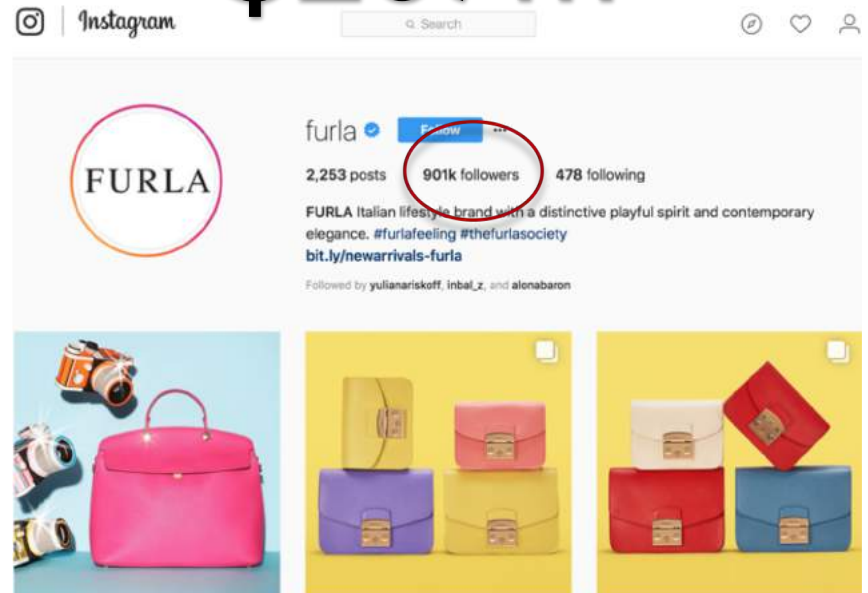 Instagram
Search
furla
Follow
2,253 posts 901k followers 478 following
FURLA Italian lifestyle brand with a distinctive playful spirit and contemporary
elegance. #furlafeeling #thefurlasociety
bit.ly/newarrivals-furla
Followed by yulianariskoff, inbal_z, and alonabaron
FURLA